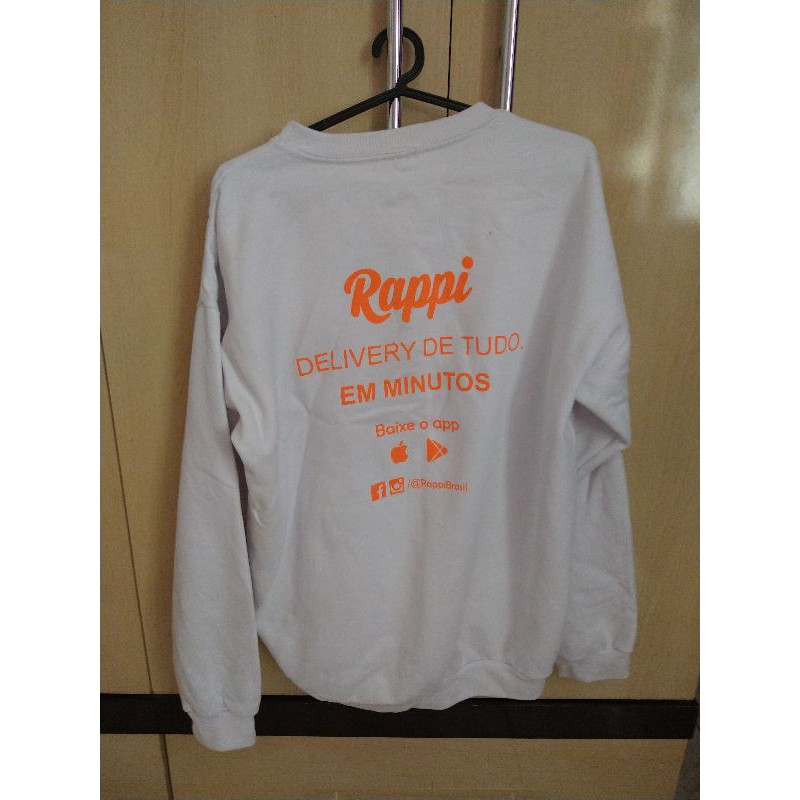 Rappi
DELIVERY DE TUDO.
EM MINUTOS
Baixe o app
/@RappiBrasil